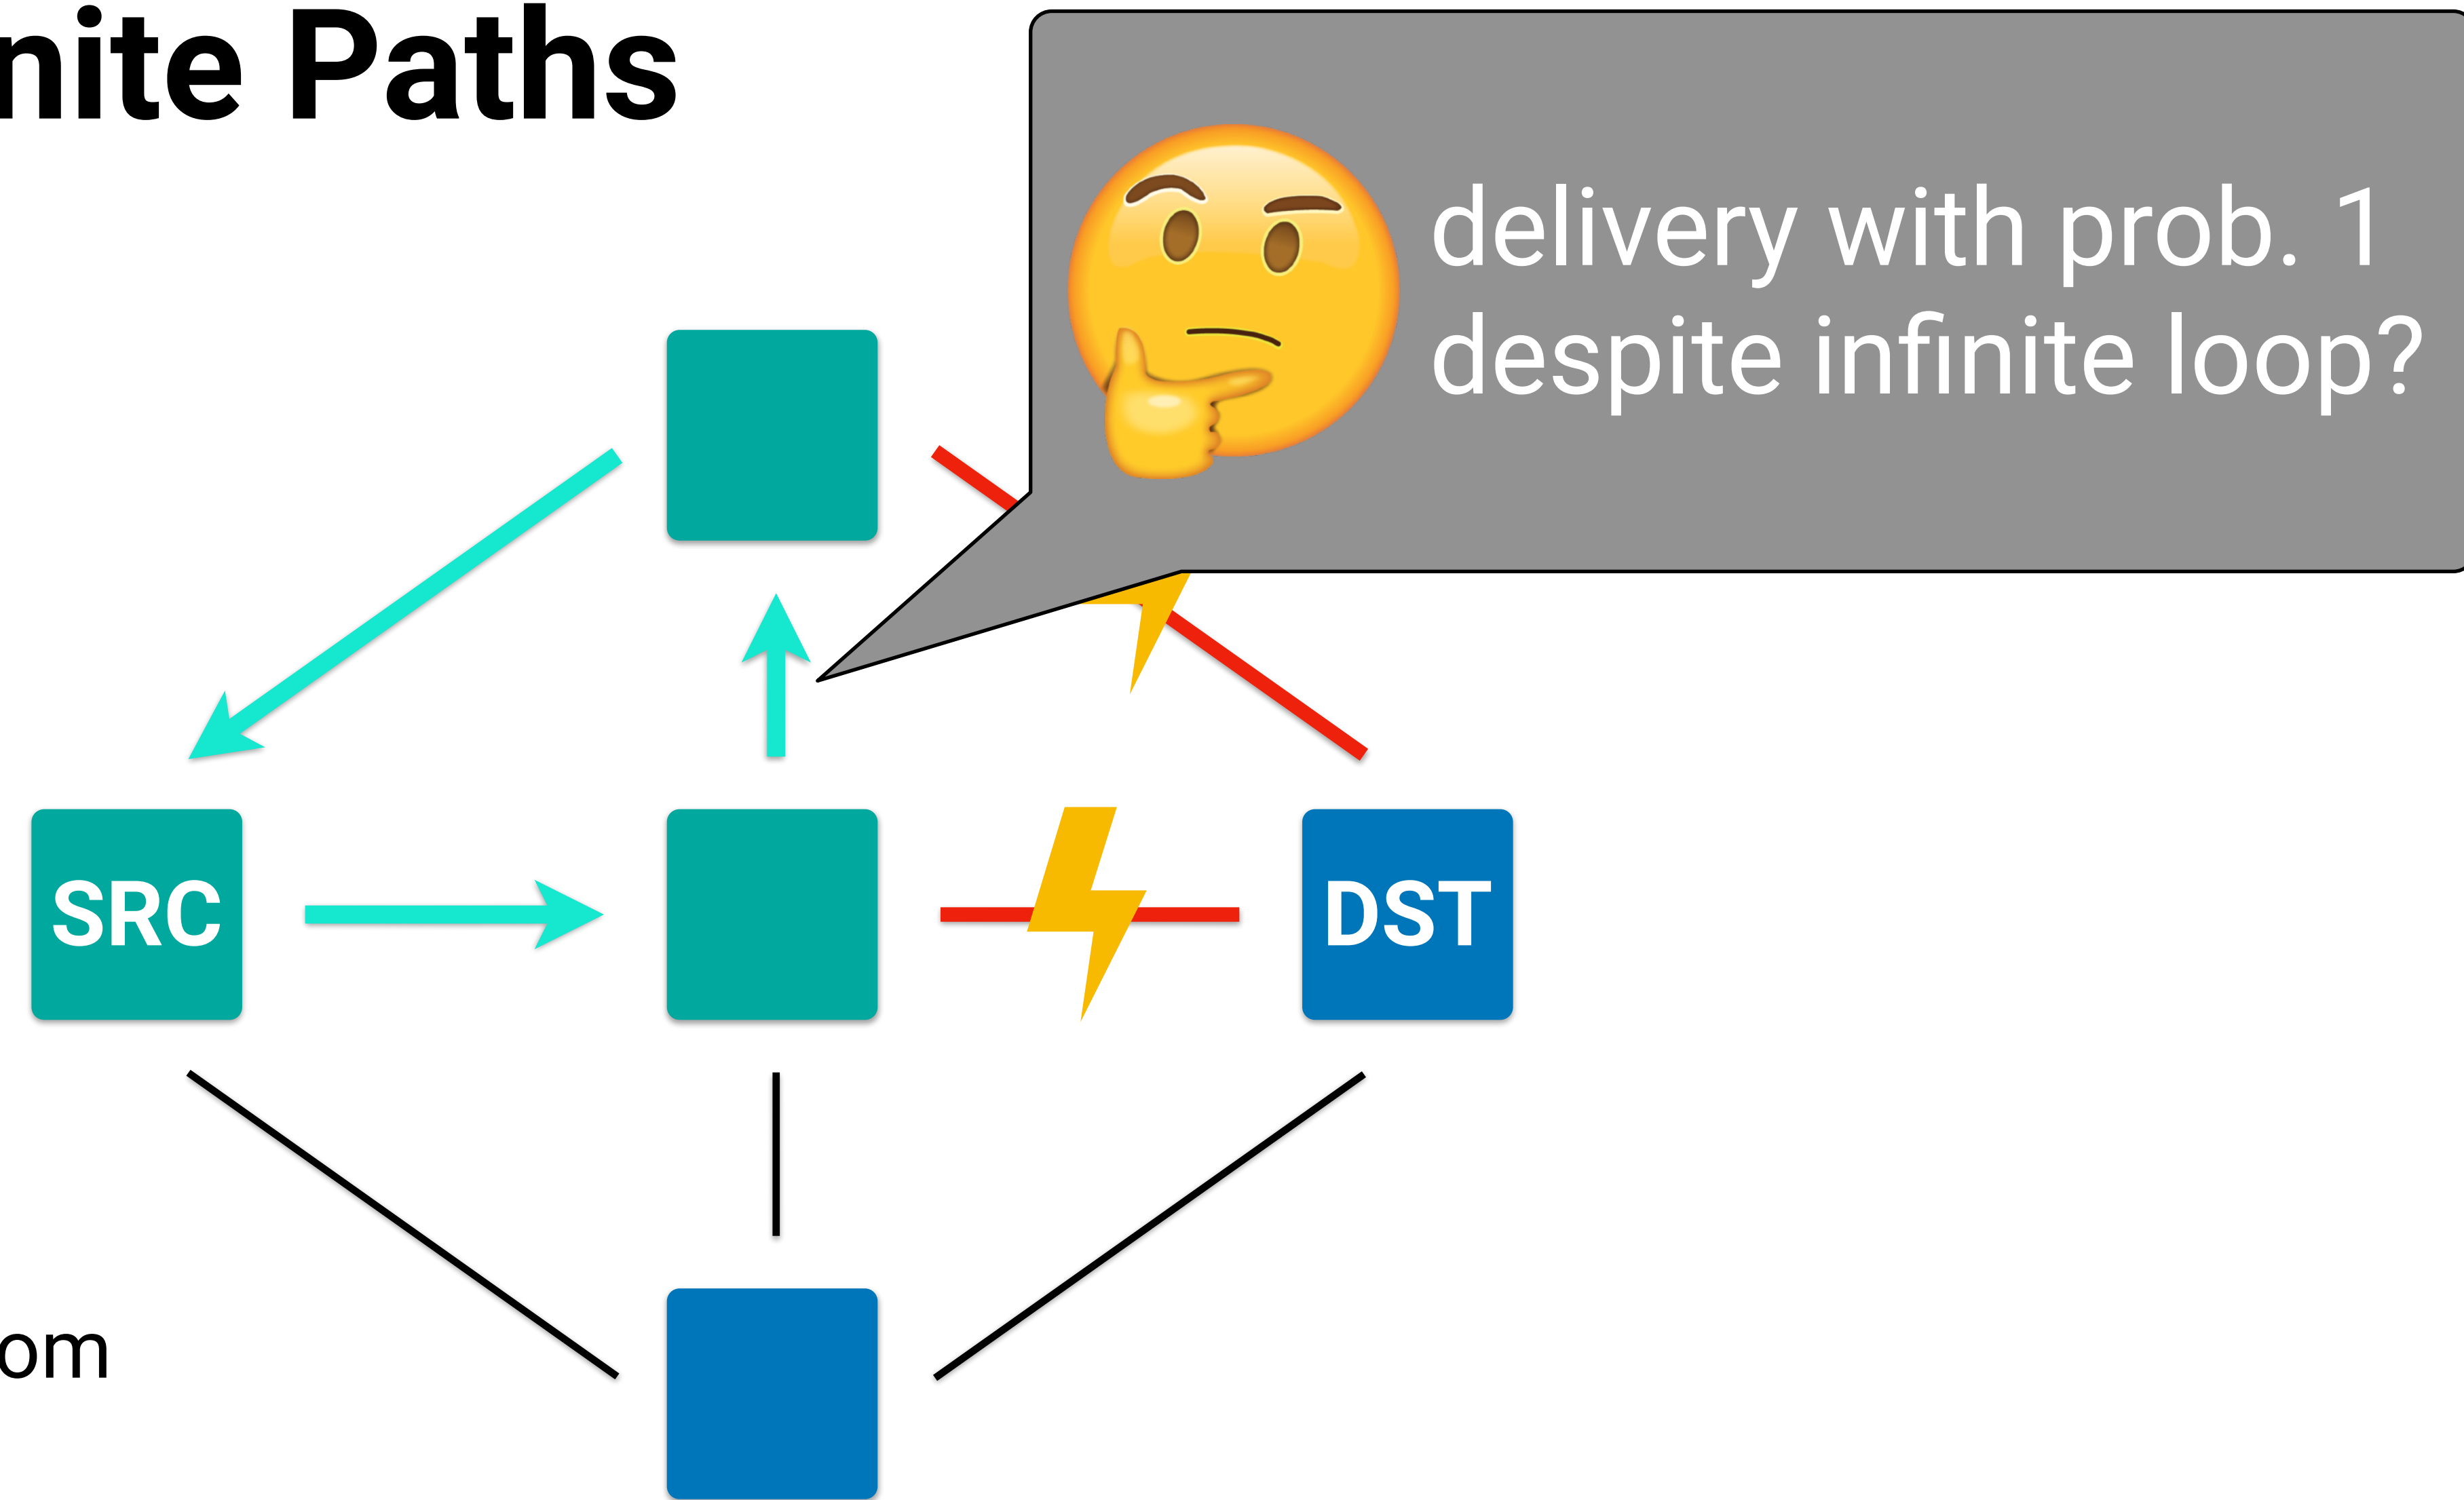 nite Paths
delivery with prob. 1
despite infinite loop?
SRC
DST
om